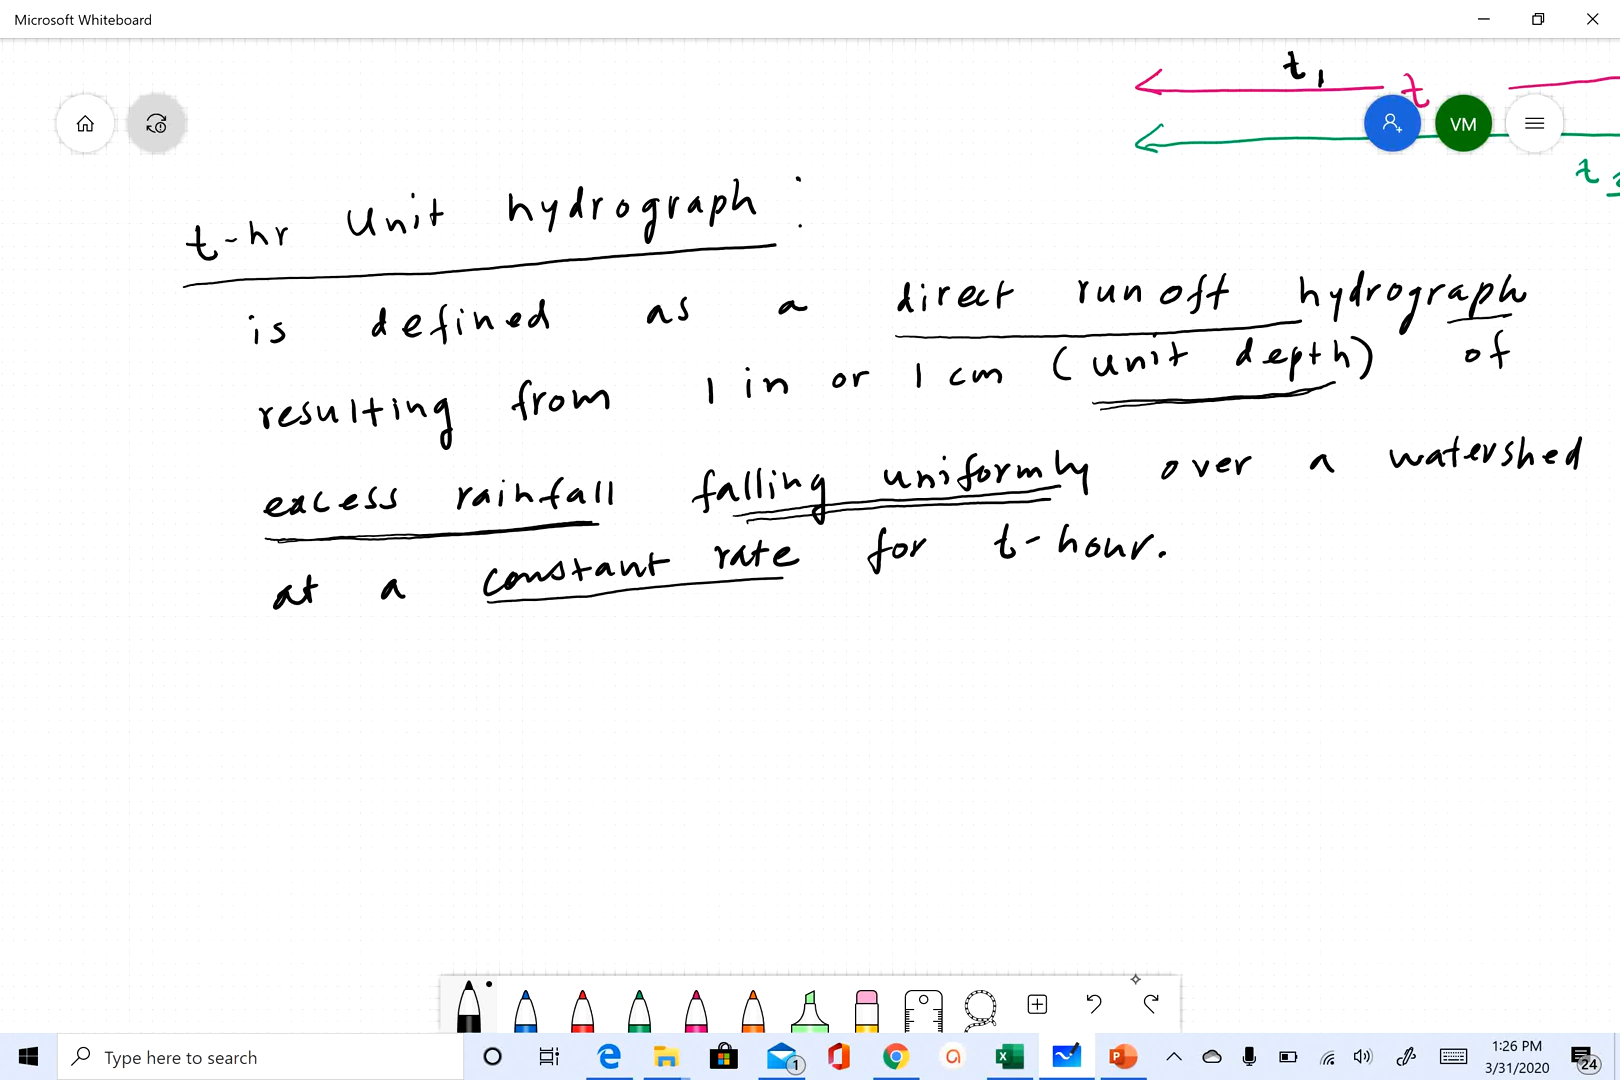 Microsoft Whiteboard
t₁
t
VM
t
t-hr Unit hydrograph :
is defined as a direct runoff hydrograph
resulting from 1 in or 1 cm (unit depth) of
excess rainfall falling uniformly over a watershed
at a constant rate for t-hour.
Type here to search
1
1:26 PM
3/31/2020
24